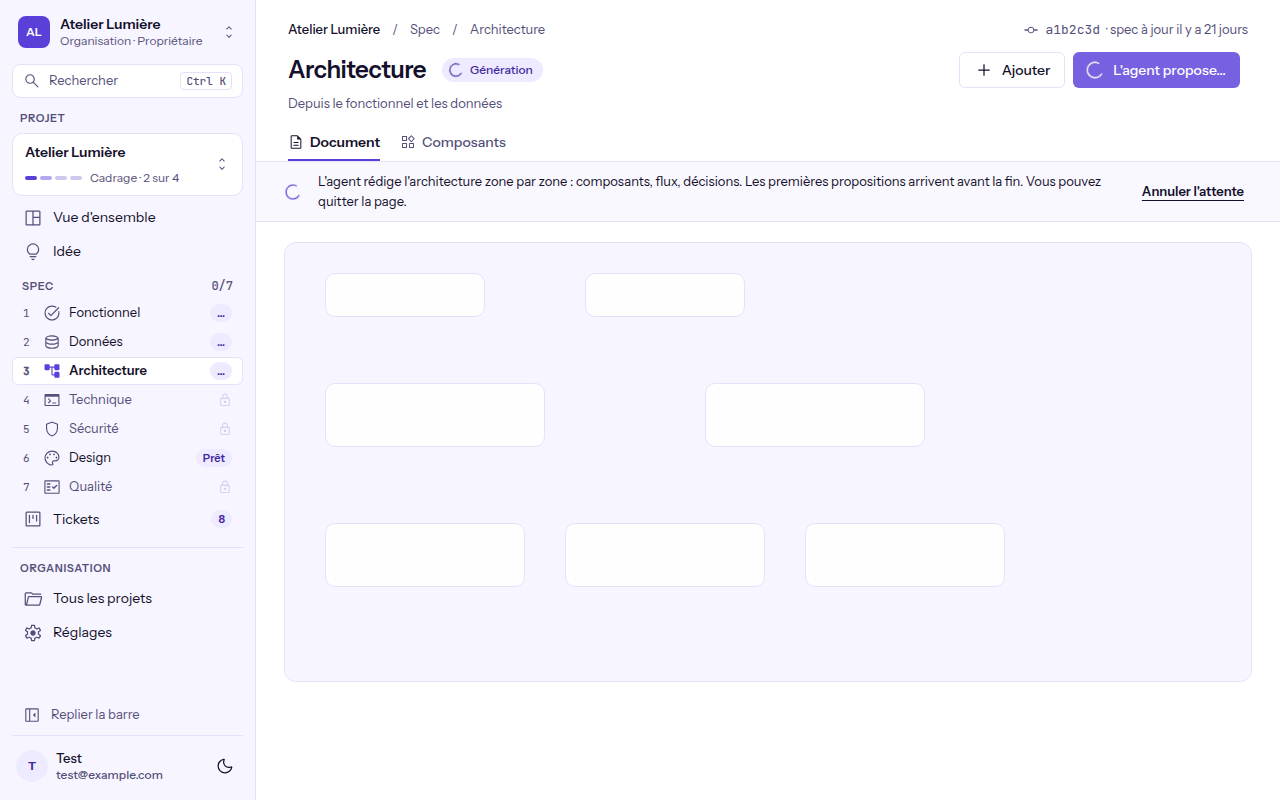 AL
Atelier Lumière
Organisation · Propriétaire
Rechercher
Ctrl K
PROJET
Atelier Lumière
Cadrage · 2 sur 4
Vue d'ensemble
Idée
SPEC 0/7
1 Fonctionnel ...
2 Données ...
3 Architecture ...
4 Technique
5 Sécurité
6 Design Prêt
7 Qualité
Tickets 8
ORGANISATION
Tous les projets
Réglages
Replier la barre
T
Test
test@example.com
Atelier Lumière / Spec / Architecture
a1b2c3d · spec à jour il y a 21 jours
Architecture
Génération
Ajouter
L'agent propose...
Depuis le fonctionnel et les données
Document
Composants
L'agent rédige l'architecture zone par zone : composants, flux, décisions. Les premières propositions arrivent avant la fin. Vous pouvez
quitter la page.
Annuler l'attente